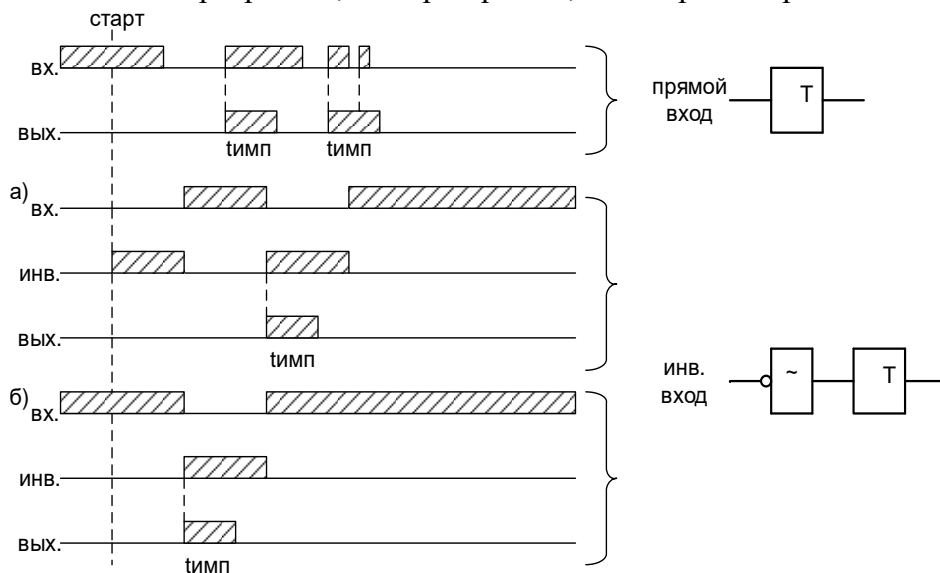 старт
вх.
вых.
tимп tимп
прямой
вход
Т
а)
вх.
инв.
вых.
tимп
б)
вх.
инв.
вых.
tимп
инв.
вход
~ Т